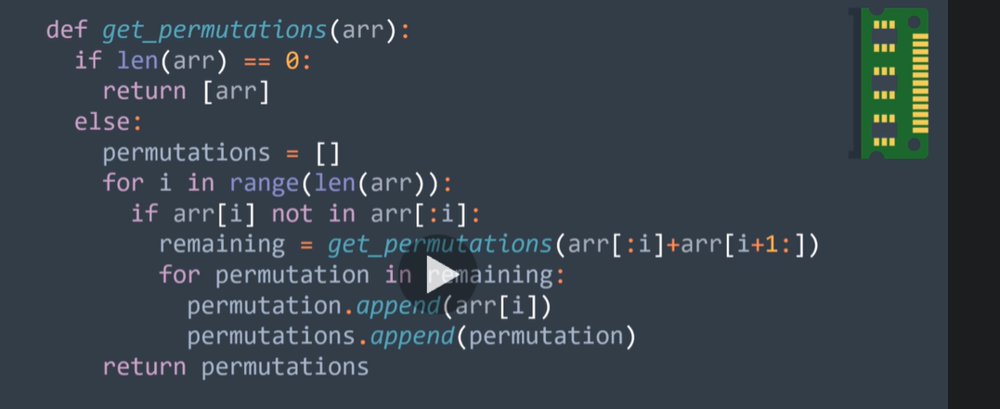 def get_permutations(arr):
  if len(arr) == 0:
    return [arr]
  else:
    permutations = []
    for i in range(len(arr)):
      if arr[i] not in arr[:i]:
        remaining = get_permutations(arr[:i]+arr[i+1:])
        for permutation in remaining:
          permutation.append(arr[i])
          permutations.append(permutation)
    return permutations